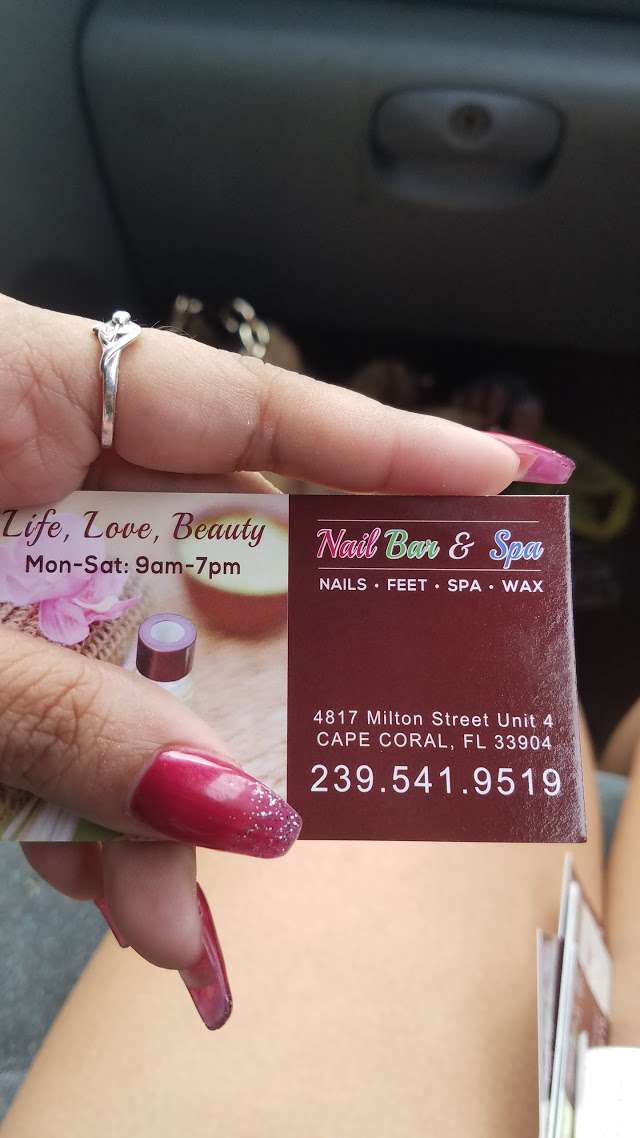 Life, Love, Beauty
Mon-Sat: 9am-7pm
Nail Bar & Spa
NAILS • FEET • SPA • WAX
4817 Milton Street Unit 4
CAPE CORAL, FL 33904
239.541.9519